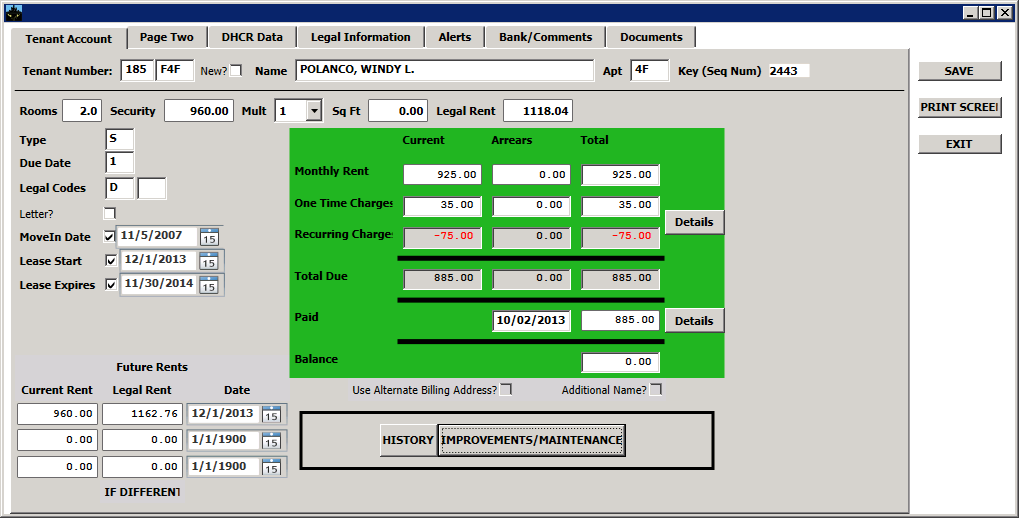 Tenant Account Page Two DHCR Data Legal Information Alerts Bank/Comments Documents
Tenant Number: 185 F4F New? Name POLANCO, WINDY L. Apt 4F Key (Seq Num) 2443
SAVE
Rooms 2.0 Security 960.00 Mult 1 Sq Ft 0.00 Legal Rent 1118.04
PRINT SCREEI
EXIT
Type S
Due Date 1
Legal Codes D
Letter?
MoveIn Date 11/5/2007 15
Lease Start 12/1/2013 15
Lease Expires 11/30/2014 15
Current Arrears Total
Monthly Rent 925.00 0.00 925.00
One Time Charges 35.00 0.00 35.00
Details
Recurring Charges -75.00 0.00 -75.00
Total Due 885.00 0.00 885.00
Paid 10/02/2013 885.00 Details
Balance 0.00
Use Alternate Billing Address? Additional Name?
Future Rents
Current Rent Legal Rent Date
960.00 1162.76 12/1/2013 15
0.00 0.00 1/1/1900 15
0.00 0.00 1/1/1900 15
IF DIFFERENT
HISTORY IMPROVEMENTS/MAINTENANCE